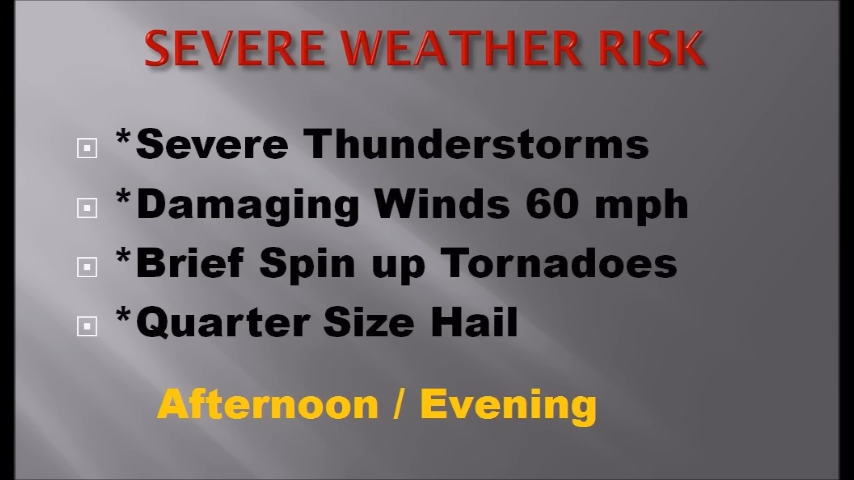 SEVERE WEATHER RISK
*Severe Thunderstorms
*Damaging Winds 60 mph
*Brief Spin up Tornadoes
*Quarter Size Hail
Afternoon / Evening